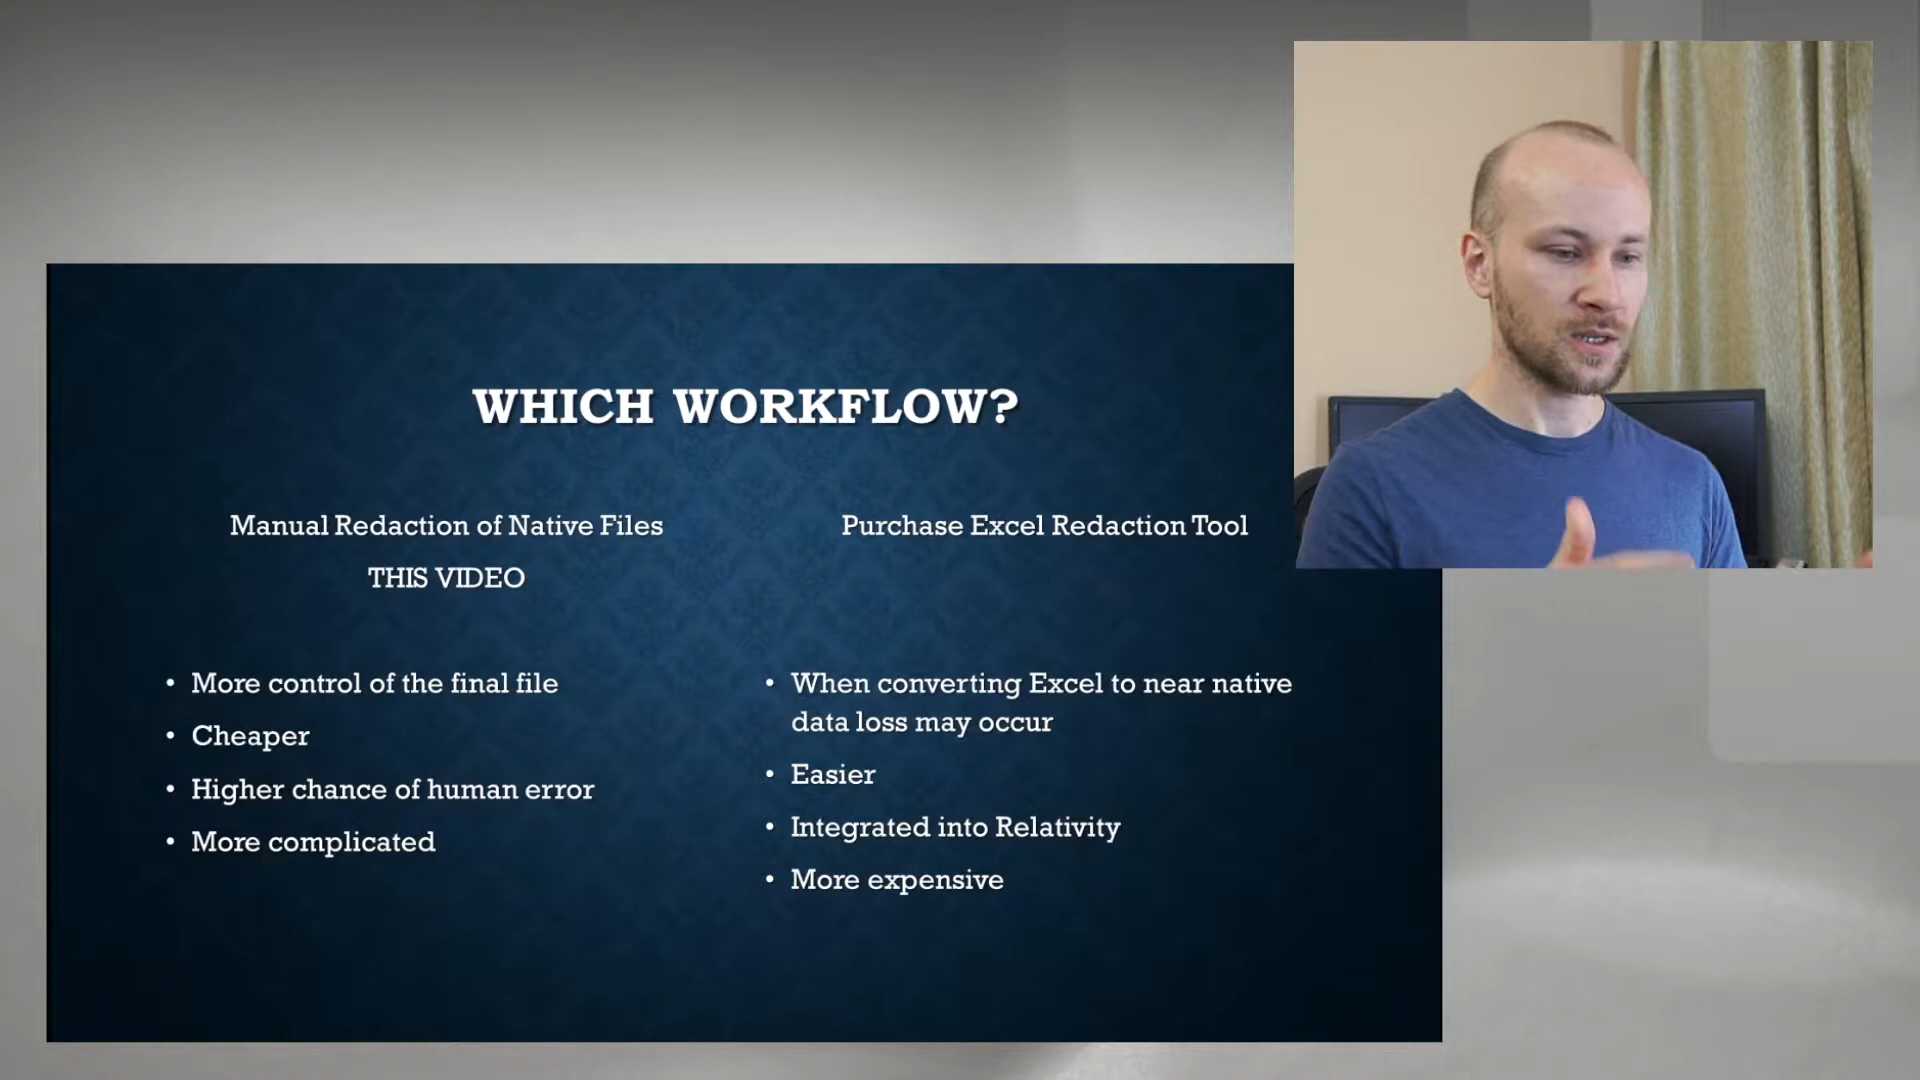 WHICH WORKFLOW?
Manual Redaction of Native Files
THIS VIDEO
• More control of the final file
• Cheaper
• Higher chance of human error
• More complicated
Purchase Excel Redaction Tool
• When converting Excel to near native
data loss may occur
• Easier
• Integrated into Relativity
• More expensive